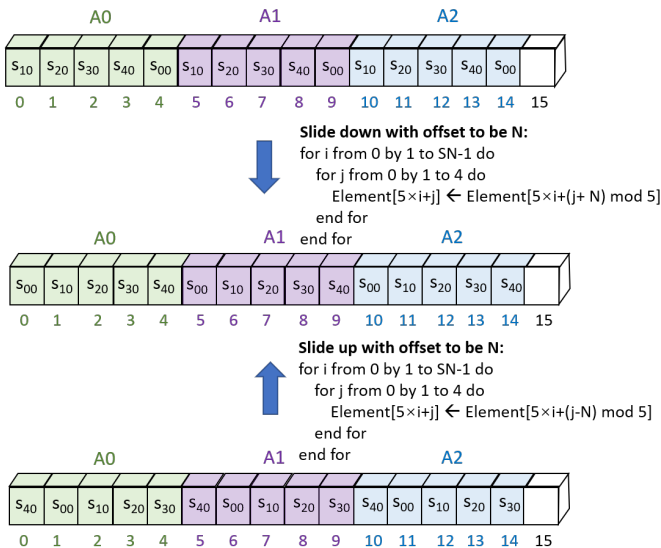 A0 A1 A2
s10 s20 s30 s40 s00 s10 s20 s30 s40 s00 s10 s20 s30 s40 s00
0 1 2 3 4 5 6 7 8 9 10 11 12 13 14 15
Slide down with offset to be N:
for i from 0 by 1 to SN-1 do
for j from 0 by 1 to 4 do
Element[5×i+j] ← Element[5×i+(j+ N) mod 5]
end for
end for
A0 A1 A2
s00 s10 s20 s30 s40 s00 s10 s20 s30 s40 s00 s10 s20 s30 s40
0 1 2 3 4 5 6 7 8 9 10 11 12 13 14 15
Slide up with offset to be N:
for i from 0 by 1 to SN-1 do
for j from 0 by 1 to 4 do
Element[5×i+j] ← Element[5×i+(j-N) mod 5]
end for
end for
A0 A1 A2
s40 s00 s10 s20 s30 s40 s00 s10 s20 s30 s40 s00 s10 s20 s30
0 1 2 3 4 5 6 7 8 9 10 11 12 13 14 15